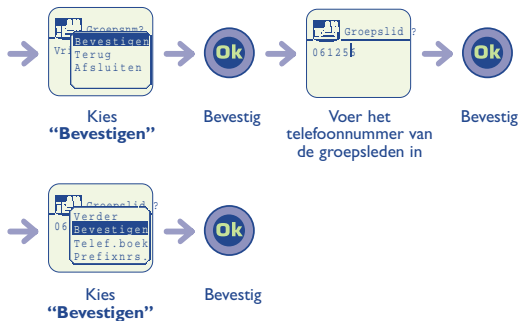 Groepsnm?
Vri
Bevestigen
Terug
Afsluiten
Ok
Groepslid ?
061255
Ok
Kies
“Bevestigen”
Bevestig
Voer het
telefoonnummer van
de groepsleden in
Bevestig
Groepslid ?
06
Verder
Bevestigen
Telef.boek
Prefixnrs.
Ok
Kies
“Bevestigen”
Bevestig